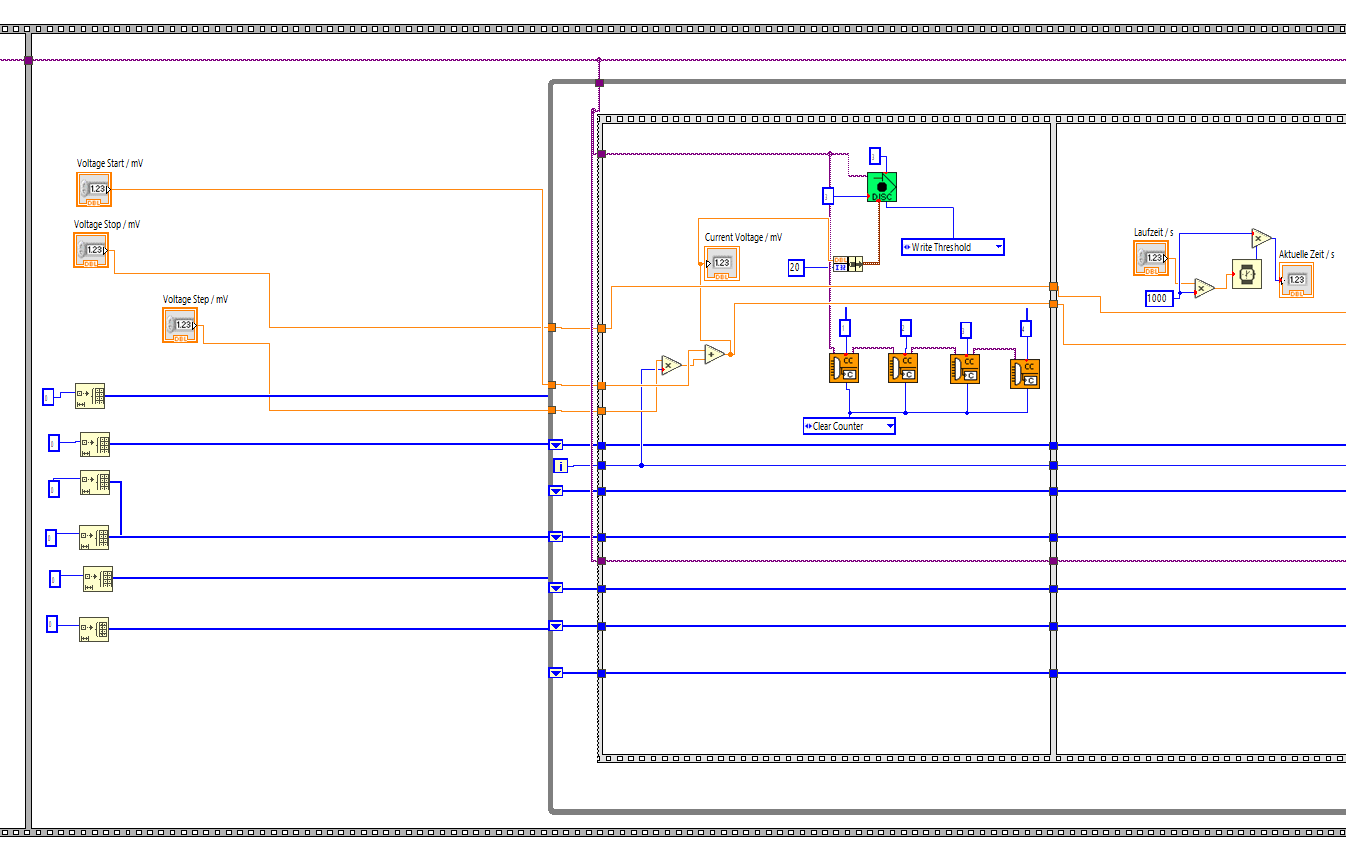 Voltage Start / mV
1.23
DBL
Voltage Stop / mV
1.23
DBL
Voltage Step / mV
1.23
DBL
i
Current Voltage / mV
1.23
DBL
DISC
Write Threshold
20
DBL
CC
C
CC
C
CC
C
CC
C
Clear Counter
Laufzeit / s
1.23
DBL
1000
Aktuelle Zeit / s
1.23
DBL